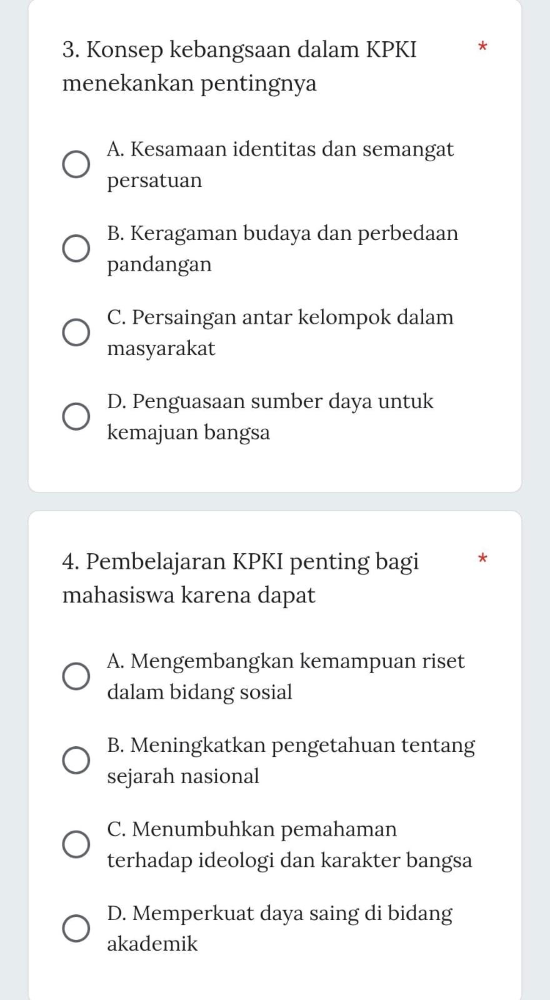 3. Konsep kebangsaan dalam KPKI *
menekankan pentingnya
A. Kesamaan identitas dan semangat
persatuan
B. Keragaman budaya dan perbedaan
pandangan
C. Persaingan antar kelompok dalam
masyarakat
D. Penguasaan sumber daya untuk
kemajuan bangsa
4. Pembelajaran KPKI penting bagi *
mahasiswa karena dapat
A. Mengembangkan kemampuan riset
dalam bidang sosial
B. Meningkatkan pengetahuan tentang
sejarah nasional
C. Menumbuhkan pemahaman
terhadap ideologi dan karakter bangsa
D. Memperkuat daya saing di bidang
akademik